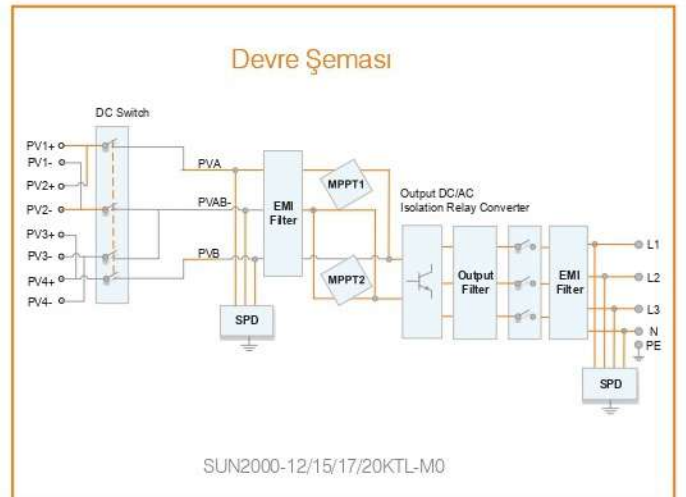 Devre Şeması
DC Switch
PV1+
PV1-
PV2+
PV2-
PV3+
PV3-
PV4+
PV4-
PVA
PVAB-
PVB
EMI
Filter
MPPT1
MPPT2
SPD
Output DC/AC
Isolation Relay Converter
Output
Filter
EMI
Filter
L1
L2
L3
N
PE
SPD
SUN2000-12/15/17/20KTL-M0